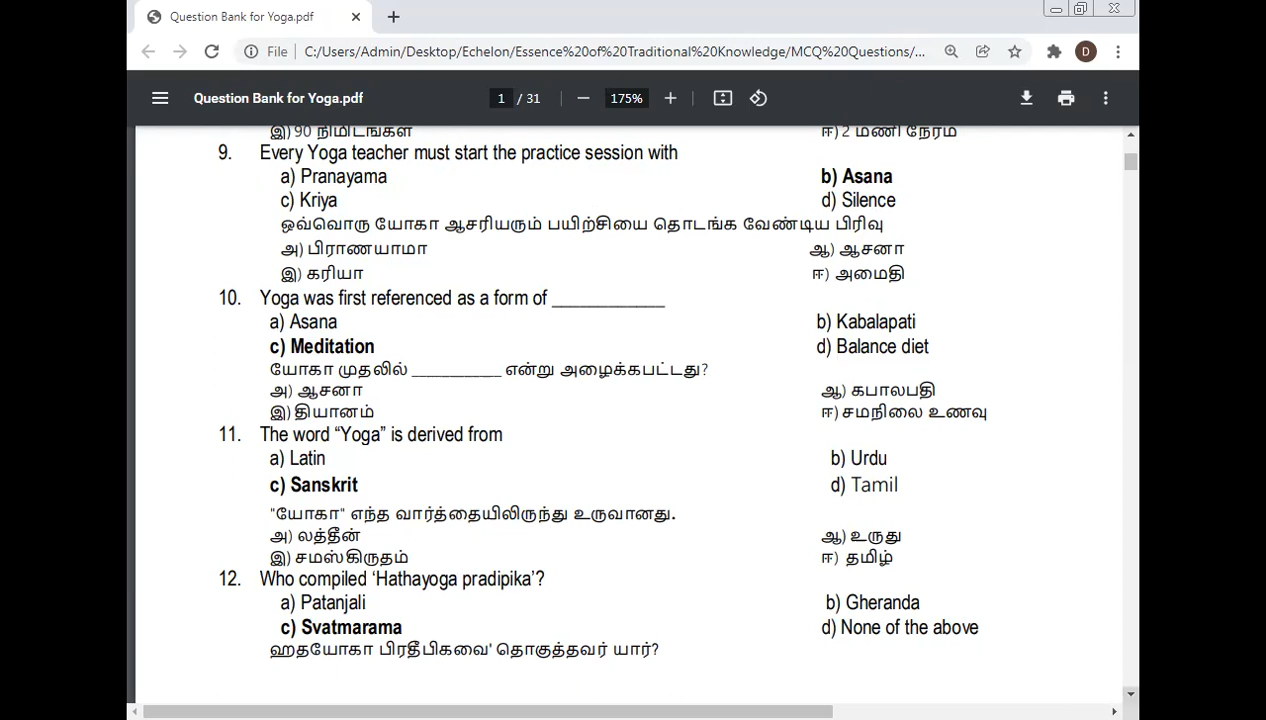 Question Bank for Yoga.pdf
File C:/Users/Admin/Desktop/Echelon/Essence%20of%20Traditional%20Knowledge/MCQ%20Questions/...
D
Question Bank for Yoga.pdf 1 / 31 175%
இ) 90 நிமிடங்கள் ஈ) 2 மணி நேரம்
9. Every Yoga teacher must start the practice session with
a) Pranayama b) Asana
c) Kriya d) Silence
ஒவ்வொரு யோகா ஆசரியரும் பயிற்சியை தொடங்க வேண்டிய பிரிவு
அ) பிராணயாமா ஆ) ஆசனா
இ) கரியா ஈ) அமைதி
10. Yoga was first referenced as a form of ____________
a) Asana b) Kabalapati
c) Meditation d) Balance diet
யோகா முதலில் ____________ என்று அழைக்கபட்டது?
அ) ஆசனா ஆ) கபாலபதி
இ) தியானம் ஈ) சமநிலை உணவு
11. The word “Yoga” is derived from
a) Latin b) Urdu
c) Sanskrit d) Tamil
"யோகா" எந்த வார்த்தையிலிருந்து உருவானது.
அ) லத்தீன் ஆ) உருது
இ) சமஸ்கிருதம் ஈ) தமிழ்
12. Who compiled ‘Hathayoga pradipika’?
a) Patanjali b) Gheranda
c) Svatmarama d) None of the above
ஹதயோகா பிரதீபிகவை' தொகுத்தவர் யார்?